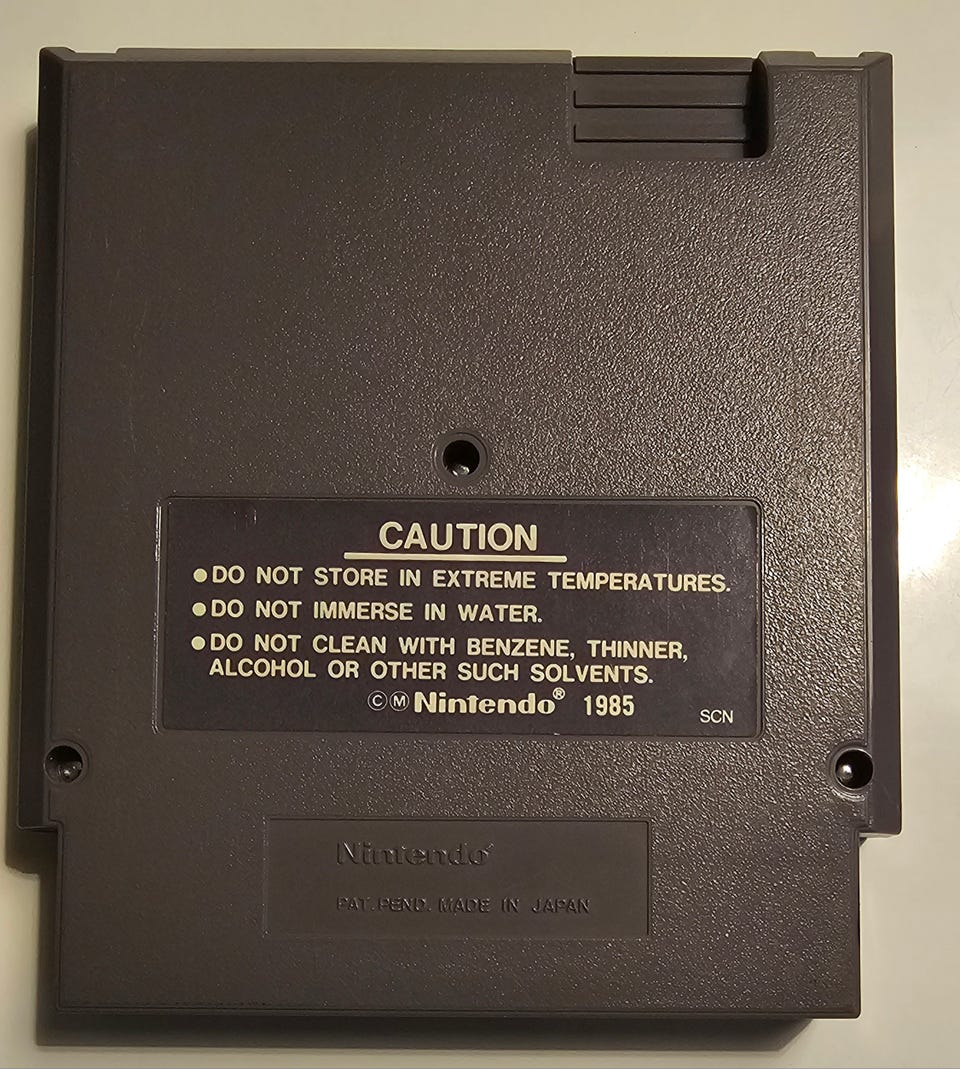 CAUTION
●DO NOT STORE IN EXTREME TEMPERATURES.
●DO NOT IMMERSE IN WATER.
●DO NOT CLEAN WITH BENZENE, THINNER,
ALCOHOL OR OTHER SUCH SOLVENTS.
ⒸⓂNintendo® 1985
SCN
Nintendo
PAT. PEND. MADE IN JAPAN